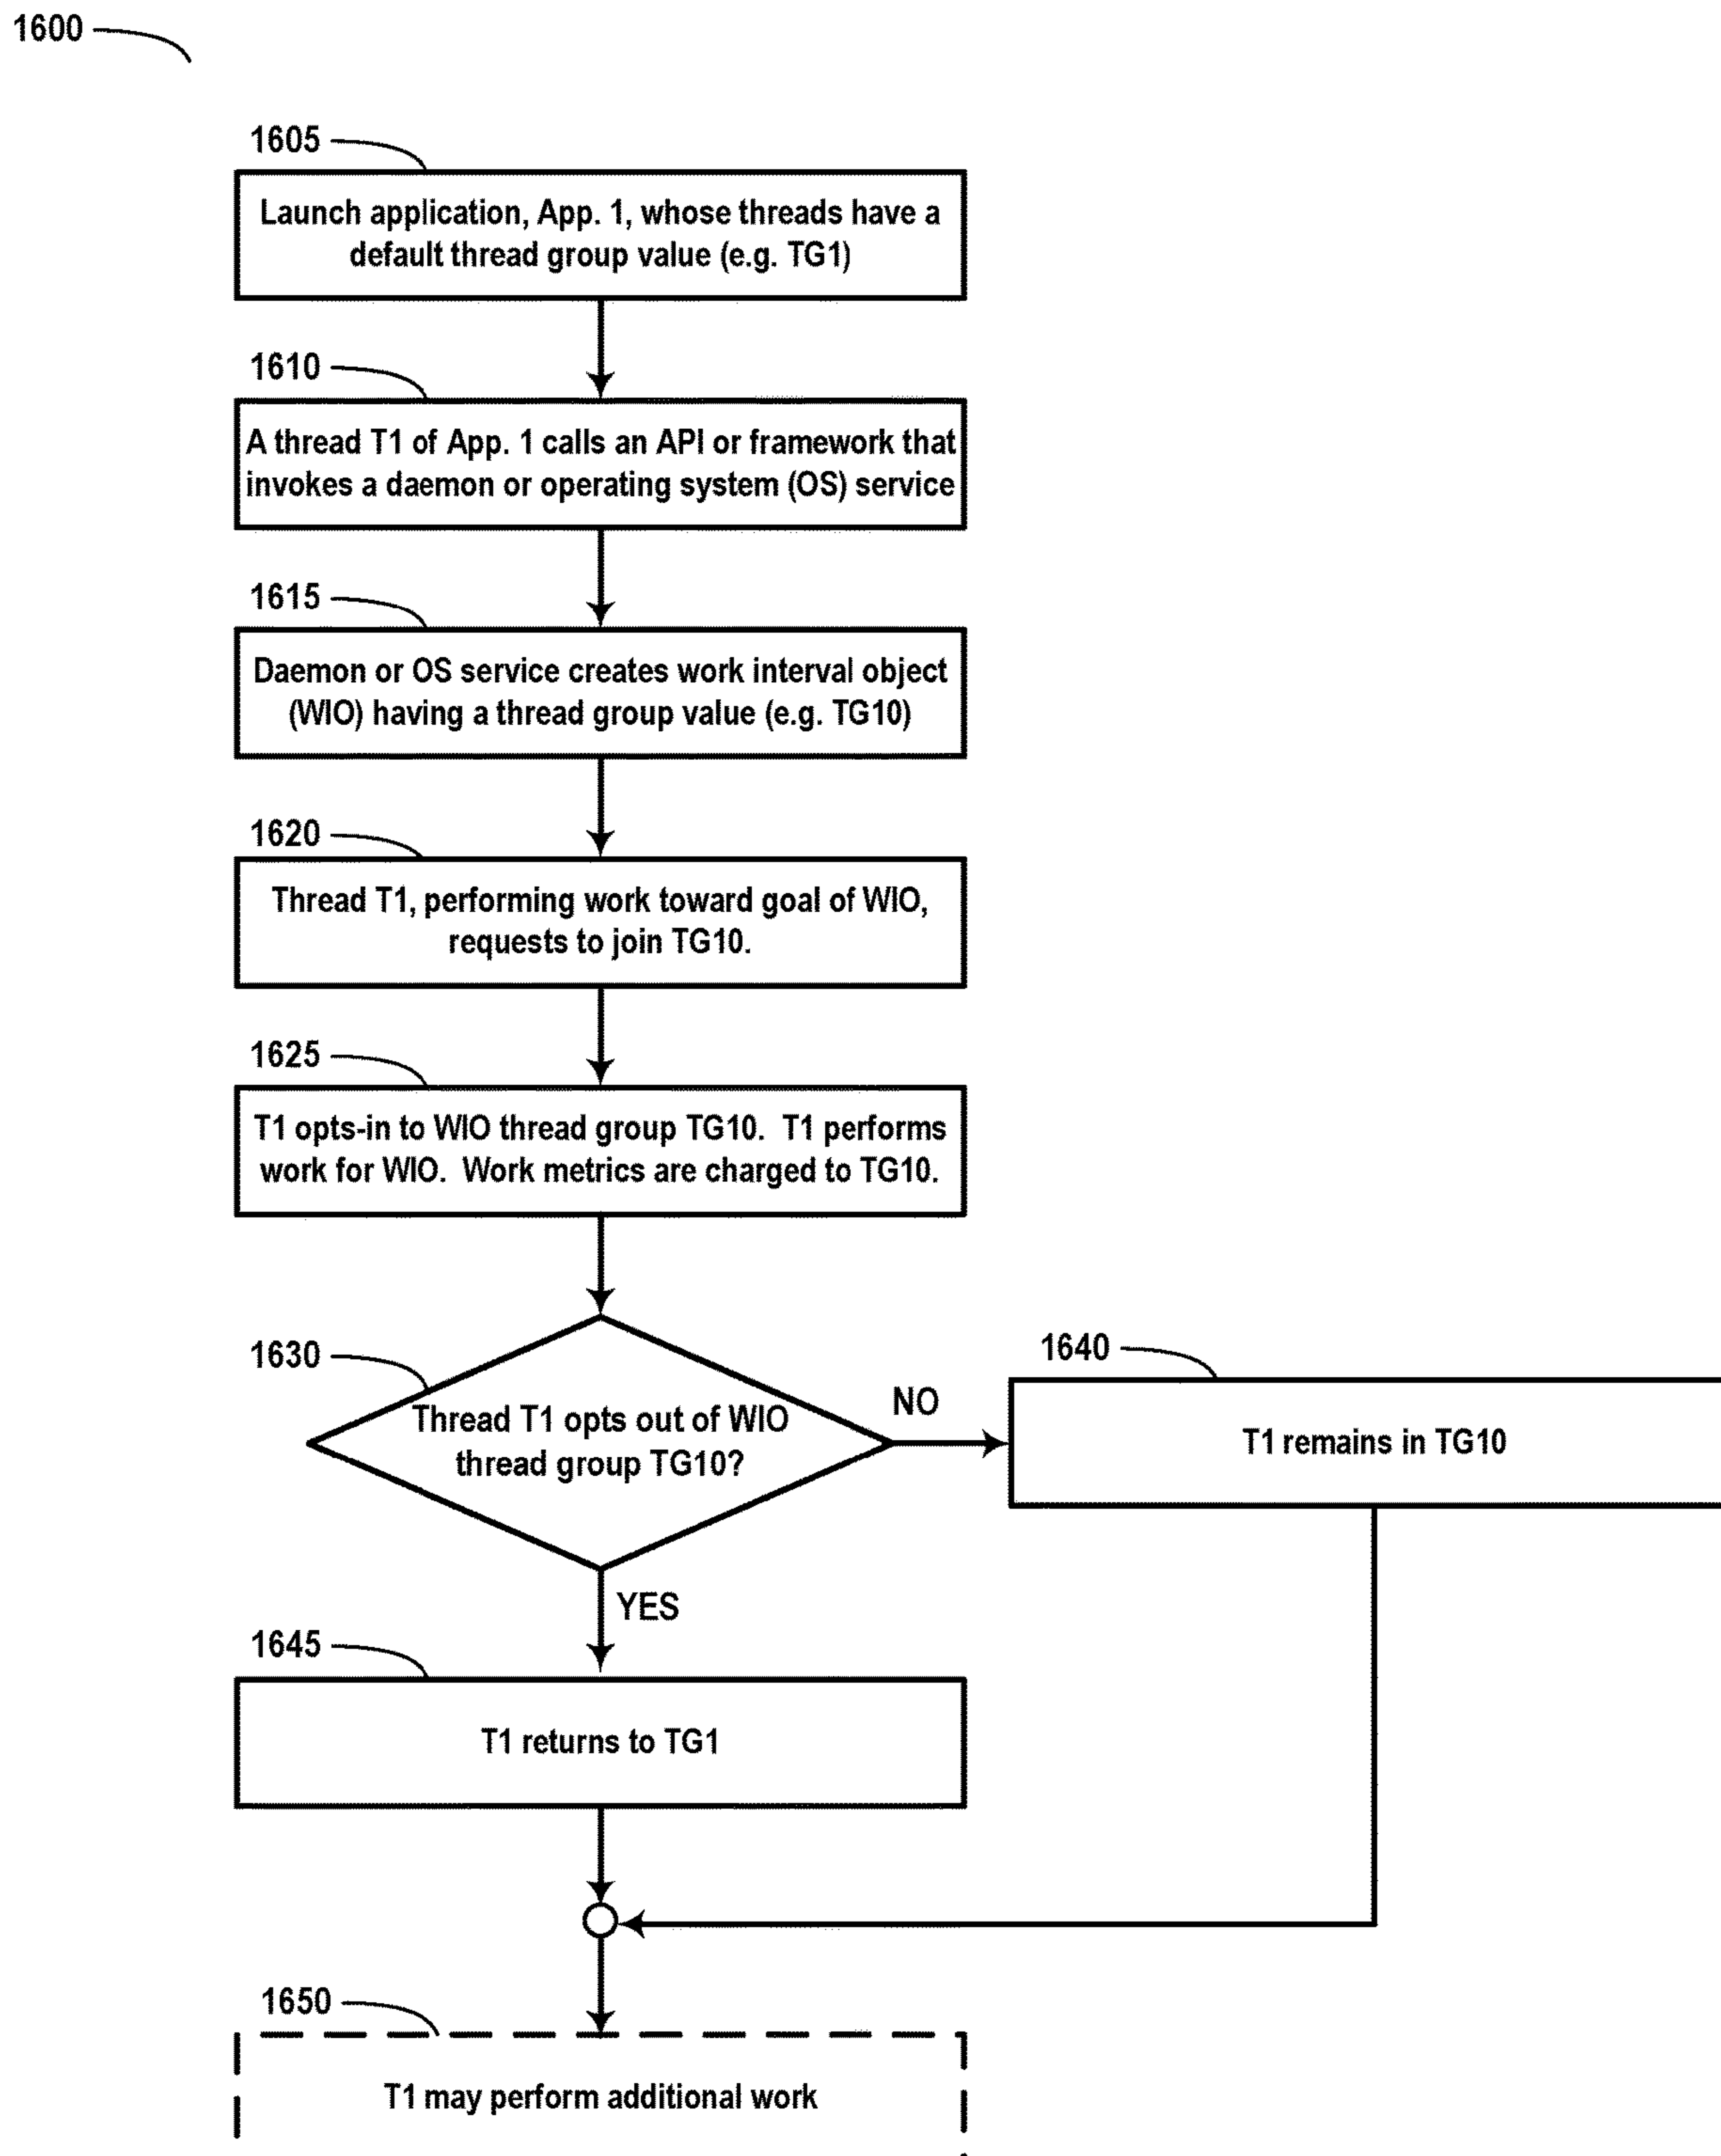 1600
1605
Launch application, App. 1, whose threads have a
default thread group value (e.g. TG1)
1610
A thread T1 of App. 1 calls an API or framework that
invokes a daemon or operating system (OS) service
1615
Daemon or OS service creates work interval object
(WIO) having a thread group value (e.g. TG10)
1620
Thread T1, performing work toward goal of WIO,
requests to join TG10.
1625
T1 opts-in to WIO thread group TG10. T1 performs
work for WIO. Work metrics are charged to TG10.
1630
Thread T1 opts out of WIO
thread group TG10?
NO
1640
T1 remains in TG10
YES
1645
T1 returns to TG1
1650
T1 may perform additional work